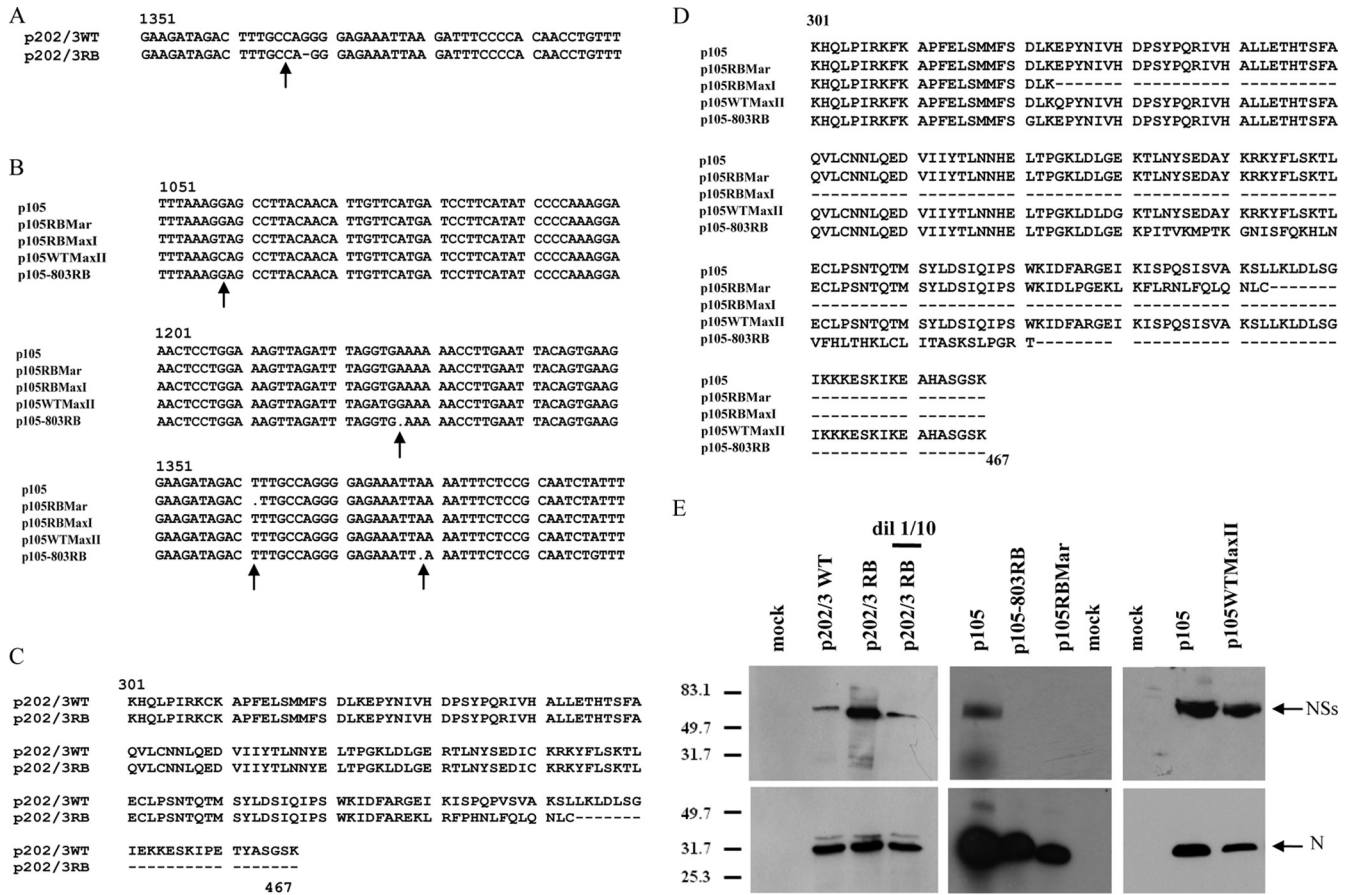 A
1351
p202/3WT GAAGATAGAC TTTGCCAGGG GAGAAATTAA GATTTCCCCA CAACCTGTTT
p202/3RB GAAGATAGAC TTTGCCA-GG GAGAAATTAA GATTTCCCCA CAACCTGTTT
B
1051
p105 TTTAAAGGAG CCTTACAACA TTGTTCATGA TCCTTCATAT CCCCAAAGGA
p105RBMar TTTAAAGGAG CCTTACAACA TTGTTCATGA TCCTTCATAT CCCCAAAGGA
p105RBMaxI TTTAAAGTAG CCTTACAACA TTGTTCATGA TCCTTCATAT CCCCAAAGGA
p105WTMaxII TTTAAAGCAG CCTTACAACA TTGTTCATGA TCCTTCATAT CCCCAAAGGA
p105-803RB TTTAAAGGAG CCTTACAACA TTGTTCATGA TCCTTCATAT CCCCAAAGGA
1201
p105 AACTCCTGGA AAGTTAGATT TAGGTGAAAA AACCTTGAAT TACAGTGAAG
p105RBMar AACTCCTGGA AAGTTAGATT TAGGTGAAAA AACCTTGAAT TACAGTGAAG
p105RBMaxI AACTCCTGGA AAGTTAGATT TAGGTGAAAA AACCTTGAAT TACAGTGAAG
p105WTMaxII AACTCCTGGA AAGTTAGATT TAGATGGAAA AACCTTGAAT TACAGTGAAG
p105-803RB AACTCCTGGA AAGTTAGATT TAGGTG.AAA AACCTTGAAT TACAGTGAAG
1351
p105 GAAGATAGAC TTTGCCAGGG GAGAAATTAA AATTTCTCCG CAATCTATTT
p105RBMar GAAGATAGAC .TTGCCAGGG GAGAAATTAA AATTTCTCCG CAATCTATTT
p105RBMaxI GAAGATAGAC TTTGCCAGGG GAGAAATTAA AATTTCTCCG CAATCTATTT
p105WTMaxII GAAGATAGAC TTTGCCAGGG GAGAAATTAA AATTTCTCCG CAATCTATTT
p105-803RB GAAGATAGAC TTTGCCAGGG GAGAAATT.A AATTTCTCCG CAATCTGTTT
C
301
p202/3WT KHQLPIRKCK APFELSMMFS DLKEPYNIVH DPSYPQRIVH ALLETHTSFA
p202/3RB KHQLPIRKCK APFELSMMFS DLKEPYNIVH DPSYPQRIVH ALLETHTSFA
p202/3WT QVLCNNLQED VIIYTLNNYE LTPGKLDLGE RTLNYSEDIC KRKYFLSKTL
p202/3RB QVLCNNLQED VIIYTLNNYE LTPGKLDLGE RTLNYSEDIC KRKYFLSKTL
p202/3WT ECLPSNTQTM SYLDSIQIPS WKIDFARGEI KISPQPVSVA KSLLKLDLSG
p202/3RB ECLPSNTQTM SYLDSIQIPS WKIDFAREKL RFPHNLFQLQ NLC-------
p202/3WT IEKKESKIPE TYASGSK
p202/3RB ---------- -------
467
D
301
p105 KHQLPIRKFK APFELSMMFS DLKEPYNIVH DPSYPQRIVH ALLETHTSFA
p105RBMar KHQLPIRKFK APFELSMMFS DLKEPYNIVH DPSYPQRIVH ALLETHTSFA
p105RBMaxI KHQLPIRKFK APFELSMMFS DLK------- ---------- ----------
p105WTMaxII KHQLPIRKFK APFELSMMFS DLKQPYNIVH DPSYPQRIVH ALLETHTSFA
p105-803RB KHQLPIRKFK APFELSMMFS GLKEPYNIVH DPSYPQRIVH ALLETHTSFA
p105 QVLCNNLQED VIIYTLNNHE LTPGKLDLGE KTLNYSEDAY KRKYFLSKTL
p105RBMar QVLCNNLQED VIIYTLNNHE LTPGKLDLGE KTLNYSEDAY KRKYFLSKTL
p105RBMaxI ---------- ---------- ---------- ---------- ----------
p105WTMaxII QVLCNNLQED VIIYTLNNHE LTPGKLDLDG KTLNYSEDAY KRKYFLSKTL
p105-803RB QVLCNNLQED VIIYTLNNHE LTPGKLDLGE KPITVKMPTK GNISFQKHLN
p105 ECLPSNTQTM SYLDSIQIPS WKIDFARGEI KISPQSISVA KSLLKLDLSG
p105RBMar ECLPSNTQTM SYLDSIQIPS WKIDLPGEKL KFLRNLFQLQ NLC-------
p105RBMaxI ---------- ---------- ---------- ---------- ----------
p105WTMaxII ECLPSNTQTM SYLDSIQIPS WKIDFARGEI KISPQSISVA KSLLKLDLSG
p105-803RB VFHLTHKLCL ITASKSLPGR T--------- ---------- ----------
p105 IKKKESKIKE AHASGSK
p105RBMar ---------- -------
p105RBMaxI ---------- -------
p105WTMaxII IKKKESKIKE AHASGSK
p105-803RB ---------- -------
467
E
dil 1/10
mock
p202/3 WT
p202/3 RB
p202/3 RB
p105
p105-803RB
p105RBMar
mock
mock
p105
p105WTMaxII
83.1
49.7
31.7
NSs
49.7
31.7
25.3
N